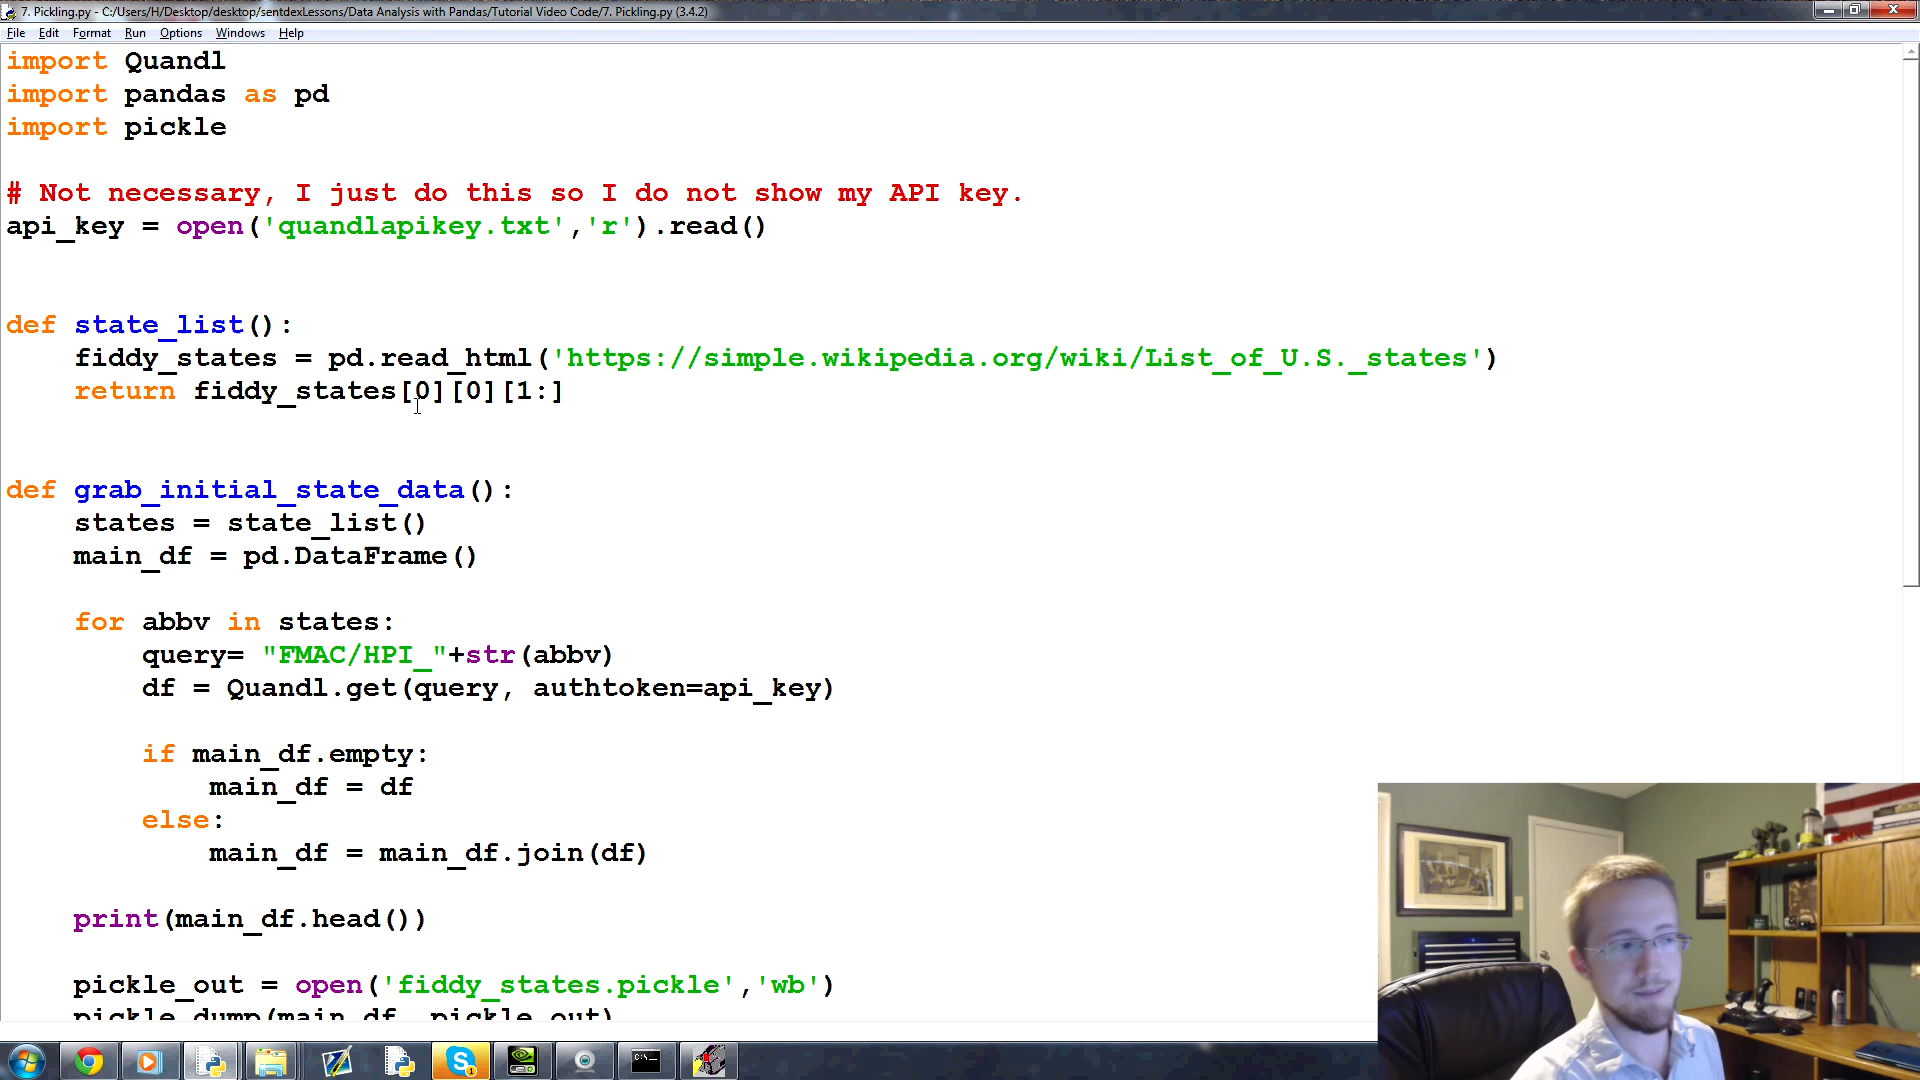 7. Pickling.py - C:/Users/H/Desktop/desktop/sentdexLessons/Data Analysis with Pandas/Tutorial Video Code/7. Pickling.py (3.4.2)
File Edit Format Run Options Windows Help
import Quandl
import pandas as pd
import pickle
# Not necessary, I just do this so I do not show my API key.
api_key = open('quandlapikey.txt','r').read()
def state_list():
fiddy_states = pd.read_html('https://simple.wikipedia.org/wiki/List_of_U.S._states')
return fiddy_states[0][0][1:]
def grab_initial_state_data():
states = state_list()
main_df = pd.DataFrame()
for abbv in states:
query= "FMAC/HPI_"+str(abbv)
df = Quandl.get(query, authtoken=api_key)
if main_df.empty:
main_df = df
else:
main_df = main_df.join(df)
print(main_df.head())
pickle_out = open('fiddy_states.pickle','wb')
pickle.dump(main_df, pickle_out)